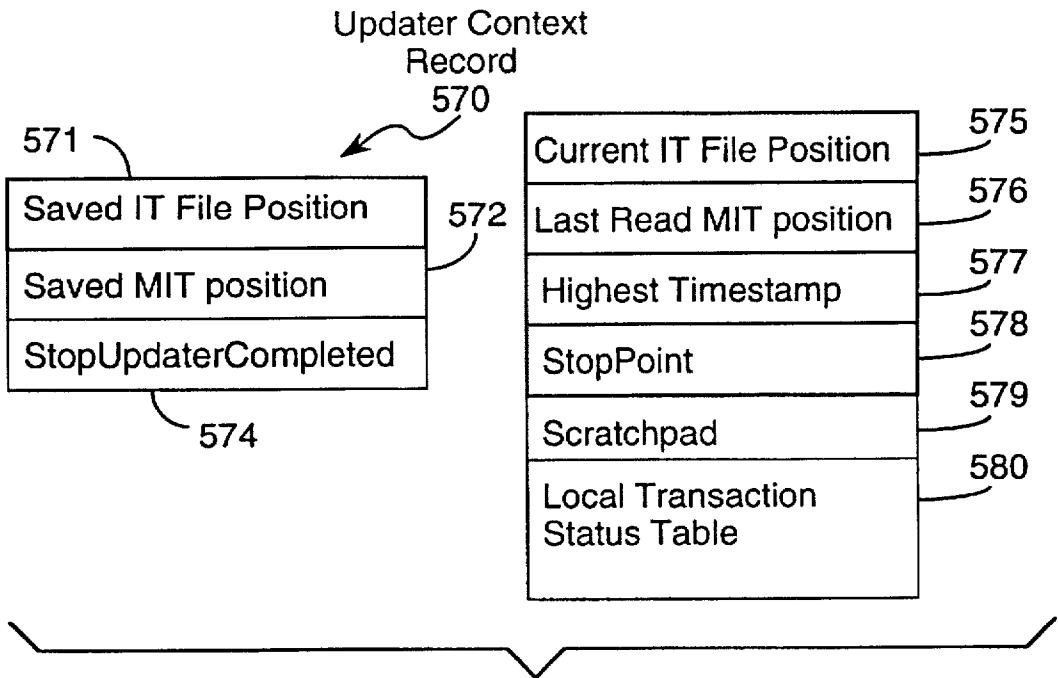 Updater Context
Record
570
571
Saved IT File Position
572
Saved MIT position
StopUpdaterCompleted
574
575
Current IT File Position
576
Last Read MIT position
577
Highest Timestamp
578
StopPoint
579
Scratchpad
580
Local Transaction
Status Table